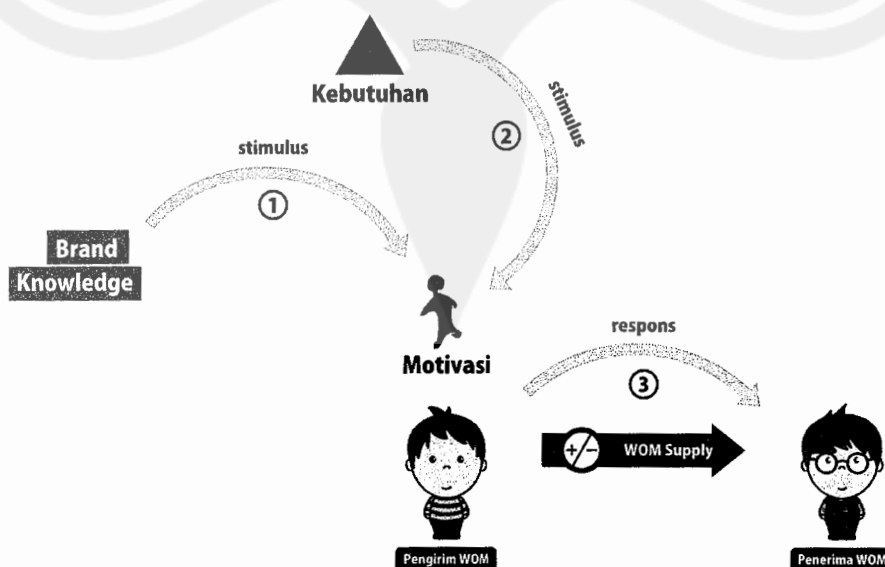 Kebutuhan
stimulus
②
stimulus
①
Brand
Knowledge
Motivasi
respons
③
+/-
WOM Supply
Pengirim WOM
Penerima WOM